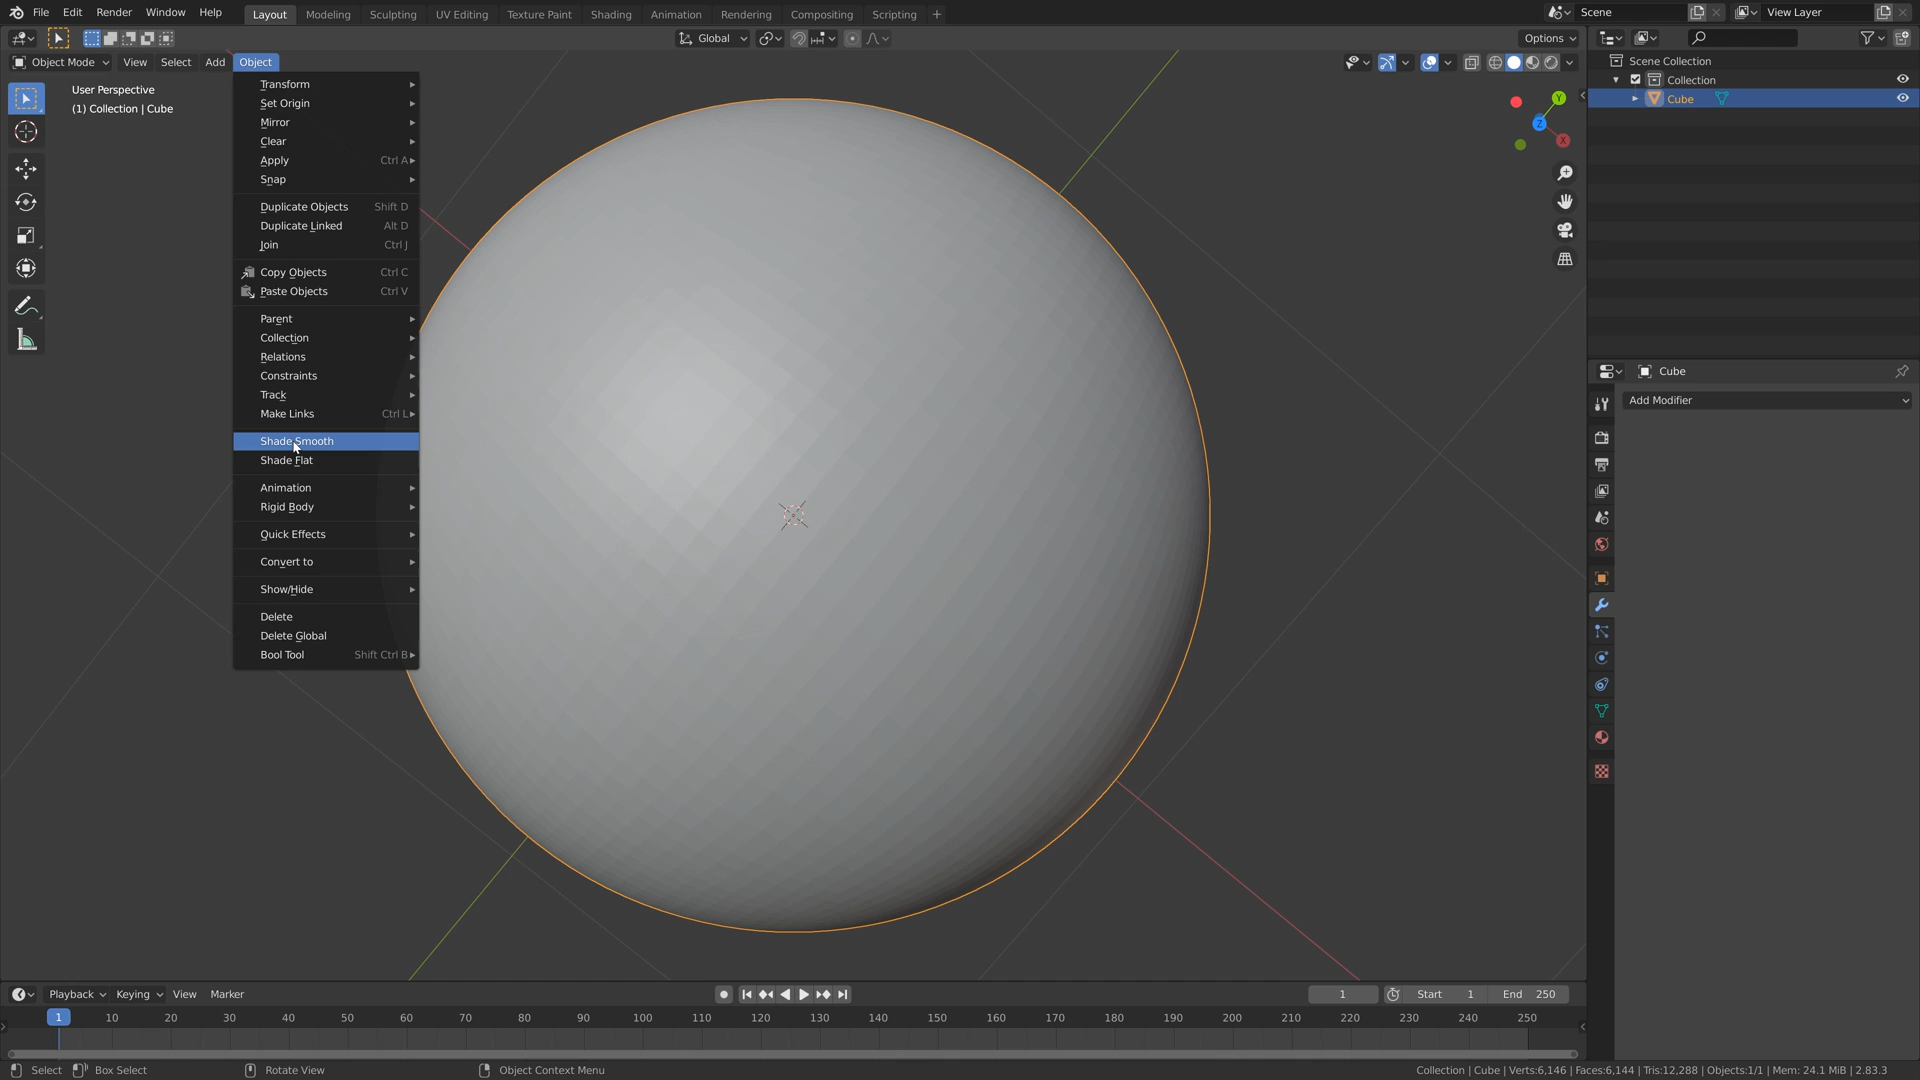 File Edit Render Window Help Layout Modeling Sculpting UV Editing Texture Paint Shading Animation Rendering Compositing Scripting + Scene View Layer
Global Options
Object Mode View Select Add Object
User Perspective
(1) Collection | Cube
Transform
Set Origin
Mirror
Clear
Apply Ctrl A
Snap
Duplicate Objects Shift D
Duplicate Linked Alt D
Join Ctrl J
Copy Objects Ctrl C
Paste Objects Ctrl V
Parent
Collection
Relations
Constraints
Track
Make Links Ctrl L
Shade Smooth
Shade Flat
Animation
Rigid Body
Quick Effects
Convert to
Show/Hide
Delete
Delete Global
Bool Tool Shift Ctrl B
Y
Z
X
Scene Collection
Collection
Cube
Cube
Add Modifier
Playback Keying View Marker 1 Start 1 End 250
1 10 20 30 40 50 60 70 80 90 100 110 120 130 140 150 160 170 180 190 200 210 220 230 240 250
Select Box Select Rotate View Object Context Menu Collection | Cube | Verts:6,146 | Faces:6,144 | Tris:12,288 | Objects:1/1 | Mem: 24.1 MiB | 2.83.3